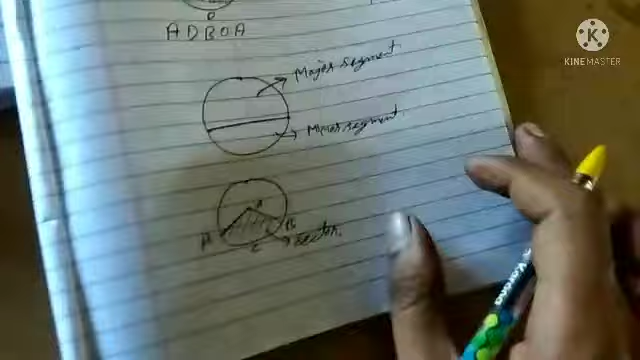 D
ADBOA
Major segment
Minor segment
A
B
C
sector.
K
KINEMASTER